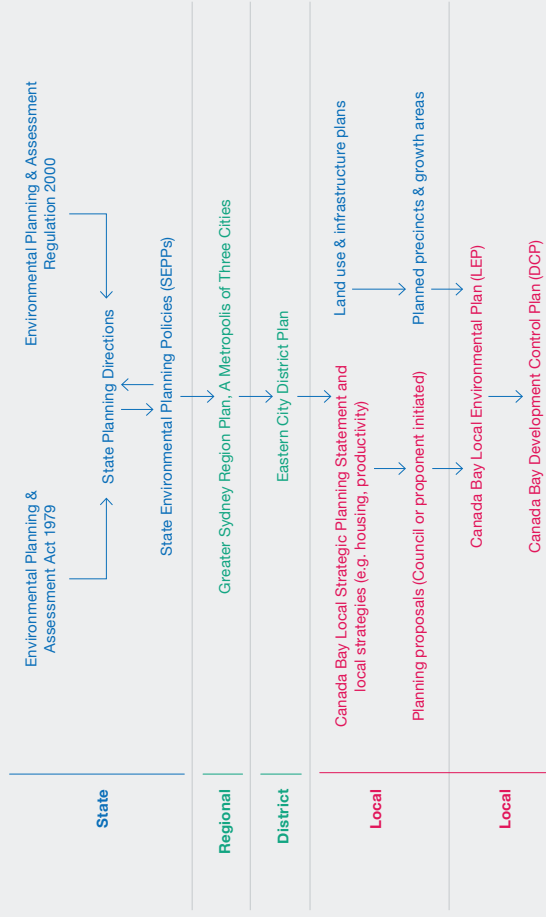 State
Environmental Planning &
Assessment Act 1979
Environmental Planning & Assessment
Regulation 2000
State Planning Directions
State Environmental Planning Policies (SEPPs)
Regional
Greater Sydney Region Plan, A Metropolis of Three Cities
District
Eastern City District Plan
Local
Canada Bay Local Strategic Planning Statement and
local strategies (e.g. housing, productivity)
Land use & infrastructure plans
Planning proposals (Council or proponent initiated)
Planned precincts & growth areas
Local
Canada Bay Local Environmental Plan (LEP)
Canada Bay Development Control Plan (DCP)